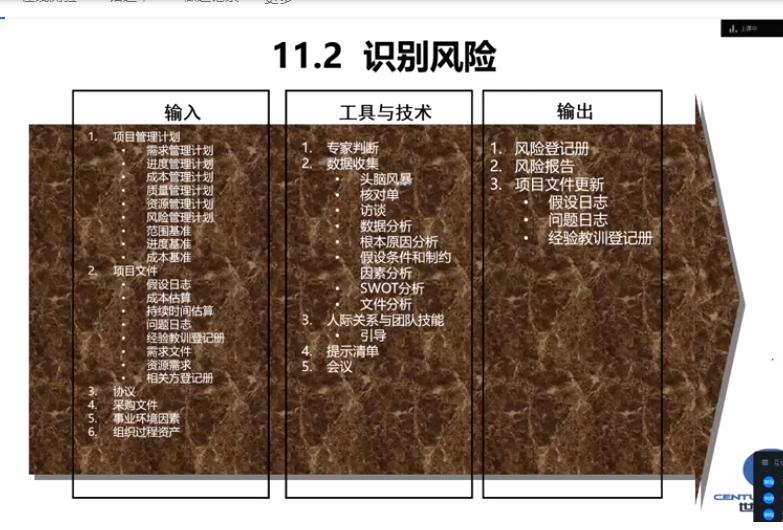 更多
上课中
11.2 识别风险
输入
1. 项目管理计划
• 需求管理计划
• 进度管理计划
• 成本管理计划
• 质量管理计划
• 资源管理计划
• 风险管理计划
• 范围基准
• 进度基准
• 成本基准
2. 项目文件
• 假设日志
• 成本估算
• 持续时间估算
• 问题日志
• 经验教训登记册
• 需求文件
• 资源需求
• 相关方登记册
3. 协议
4. 采购文件
5. 事业环境因素
6. 组织过程资产
工具与技术
1. 专家判断
2. 数据收集
• 头脑风暴
• 核对单
• 访谈
• 数据分析
• 根本原因分析
• 假设条件和制约
因素分析
• SWOT分析
• 文件分析
3. 人际关系与团队技能
引导
4. 提示清单
5. 会议
输出
1. 风险登记册
2. 风险报告
3. 项目文件更新
• 假设日志
• 问题日志
• 经验教训登记册